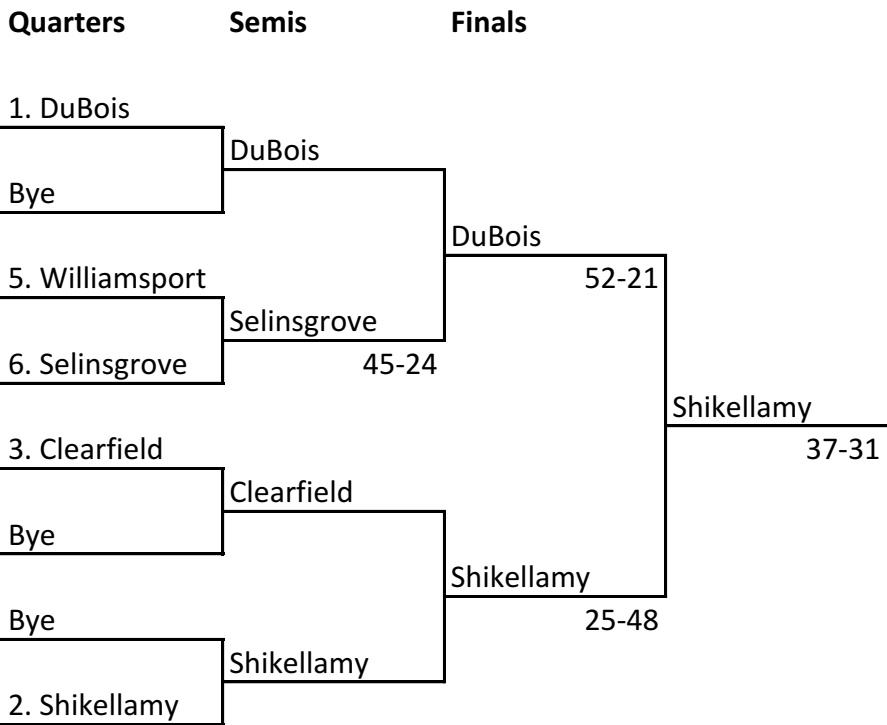 Quarters Semis Finals
1. DuBois
DuBois
Bye
DuBois
5. Williamsport 52-21
Selinsgrove
6. Selinsgrove 45-24
Shikellamy
3. Clearfield 37-31
Clearfield
Bye
Shikellamy
Bye 25-48
Shikellamy
2. Shikellamy